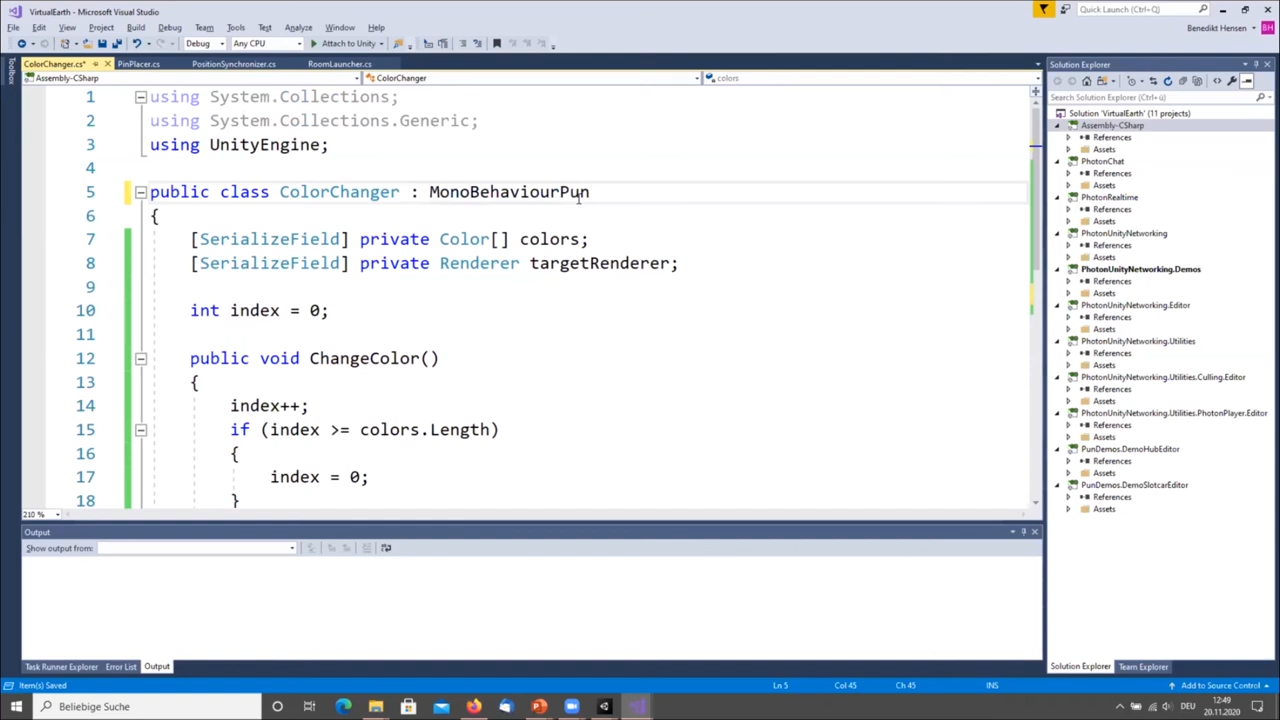 VirtualEarth - Microsoft Visual Studio
Quick Launch (Ctrl+Q)
File Edit View Project Build Debug Team Tools Test Analyze Window Help
Benedikt Hensen BH
Debug Any CPU Attach to Unity
ColorChanger.cs* PinPlacer.cs PositionSynchronizer.cs RoomLauncher.cs
Assembly-CSharp ColorChanger colors
1 using System.Collections;
2 using System.Collections.Generic;
3 using UnityEngine;
4
5 public class ColorChanger : MonoBehaviourPun
6 {
7 [SerializeField] private Color[] colors;
8 [SerializeField] private Renderer targetRenderer;
9
10 int index = 0;
11
12 public void ChangeColor()
13 {
14 index++;
15 if (index >= colors.Length)
16 {
17 index = 0;
18 }
210 %
Output
Show output from:
Task Runner Explorer Error List Output
Toolbox
Solution Explorer
Search Solution Explorer (Ctrl+ü)
Solution 'VirtualEarth' (11 projects)
Assembly-CSharp
References
Assets
PhotonChat
References
Assets
PhotonRealtime
References
Assets
PhotonUnityNetworking
References
Assets
PhotonUnityNetworking.Demos
References
Assets
PhotonUnityNetworking.Editor
References
Assets
PhotonUnityNetworking.Utilities
References
Assets
PhotonUnityNetworking.Utilities.Culling.Editor
References
Assets
PhotonUnityNetworking.Utilities.PhotonPlayer.Editor
References
Assets
PunDemos.DemoHubEditor
References
Assets
PunDemos.DemoSlotcarEditor
References
Assets
Solution Explorer Team Explorer
Item(s) Saved Ln 5 Col 45 Ch 45 INS Add to Source Control
Beliebige Suche
DEU
12:49
20.11.2020